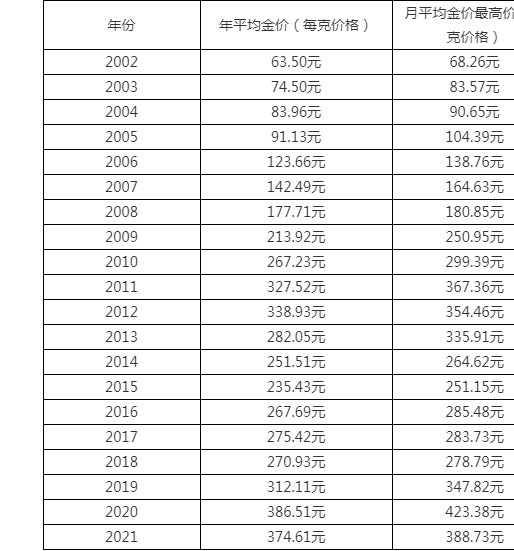 年份 年平均金价（每克价格） 月平均金价最高价
克价格）
2002 63.50元 68.26元
2003 74.50元 83.57元
2004 83.96元 90.65元
2005 91.13元 104.39元
2006 123.66元 138.76元
2007 142.49元 164.63元
2008 177.71元 180.85元
2009 213.92元 250.95元
2010 267.23元 299.39元
2011 327.52元 367.36元
2012 338.93元 354.46元
2013 282.05元 335.91元
2014 251.51元 264.62元
2015 235.43元 251.15元
2016 267.69元 285.48元
2017 275.42元 283.73元
2018 270.93元 278.79元
2019 312.11元 347.82元
2020 386.51元 423.38元
2021 374.61元 388.73元